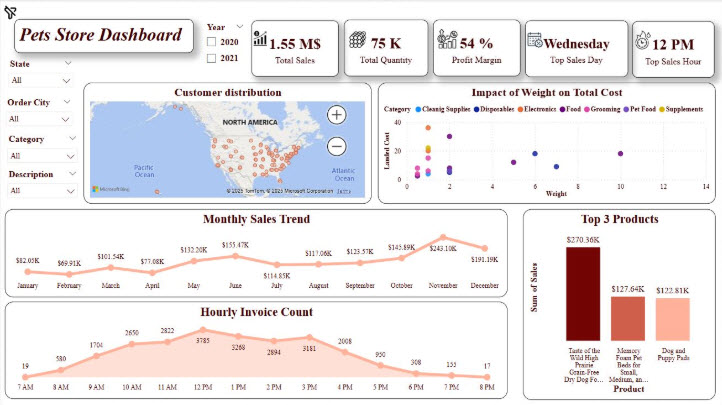 Pets Store Dashboard
Year
2020
2021
1.55 M$
Total Sales
75 K
Total Quantity
54 %
Profit Margin
Wednesday
Top Sales Day
12 PM
Top Sales Hour
State
All
Order City
All
Category
All
Description
All
Customer distribution
NORTH AMERICA
Pacific
Ocean
Atlantic
Ocean
Microsoft Bing
© 2025 TomTom, © 2025 Microsoft Corporation
Impact of Weight on Total Cost
Category Cleanig Supplies Disposables Electronics Food Grooming Pet Food Supplements
Landed Cost
40
20
0
0 2 4 6 8 10 12 14
Weight
Monthly Sales Trend
$82.05K $69.91K $101.54K $77.08K $132.20K $155.47K $114.85K $117.06K $123.57K $145.89K $243.10K $191.19K
January February March April May June July August September October November December
Hourly Invoice Count
19 580 1704 2650 2822 3785 3268 2894 3181 2008 950 308 155 17
7 AM 8 AM 9 AM 10 AM 11 AM 12 PM 1 PM 2 PM 3 PM 4 PM 5 PM 6 PM 7 PM 8 PM
Top 3 Products
Sum of Sales
$270.36K
$127.64K
$122.81K
Taste of the
Wild High
Prairie
Grain-Free
Dry Dog Fo...
Memory
Foam Pet
Beds for
Small,
Medium, an...
Dog and
Puppy Pads
Product